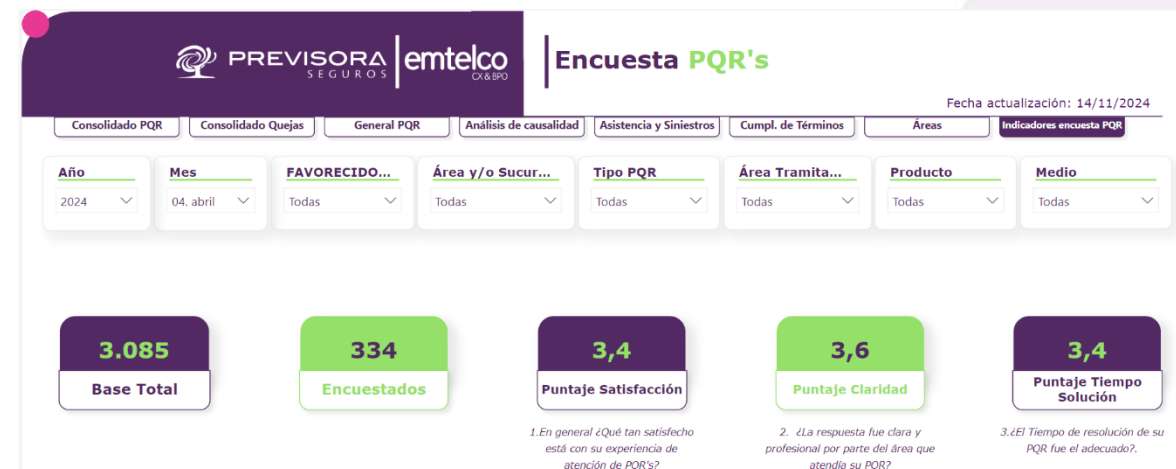 PREVISORA
SEGUROS
emtelco
CX & BPO
Encuesta PQR's
Fecha actualización: 14/11/2024
Consolidado PQR
Consolidado Quejas
General PQR
Análisis de causalidad
Asistencia y Siniestros
Cumpl. de Términos
Áreas
Indicadores encuesta PQR
Año
Mes
FAVORECIDO...
Área y/o Sucur...
Tipo PQR
Área Tramita...
Producto
Medio
2024
04. abril
Todas
Todas
Todas
Todas
Todas
Todas
3.085
Base Total
334
Encuestados
3,4
Puntaje Satisfacción
1.En general ¿Qué tan satisfecho
está con su experiencia de
atención de PQR's?
3,6
Puntaje Claridad
2. ¿La respuesta fue clara y
profesional por parte del área que
atendía su PQR?
3,4
Puntaje Tiempo
Solución
3.¿El Tiempo de resolución de su
PQR fue el adecuado?.